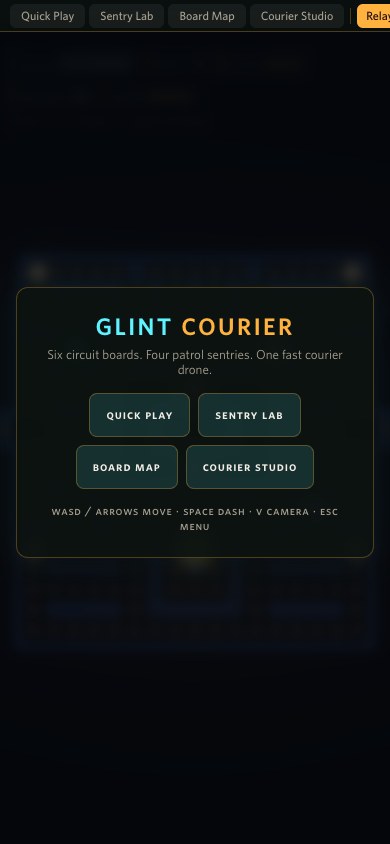 Quick Play Sentry Lab Board Map Courier Studio Relay
GLINT COURIER
Six circuit boards. Four patrol sentries. One fast courier
drone.
QUICK PLAY SENTRY LAB
BOARD MAP COURIER STUDIO
WASD / ARROWS MOVE · SPACE DASH · V CAMERA · ESC
MENU